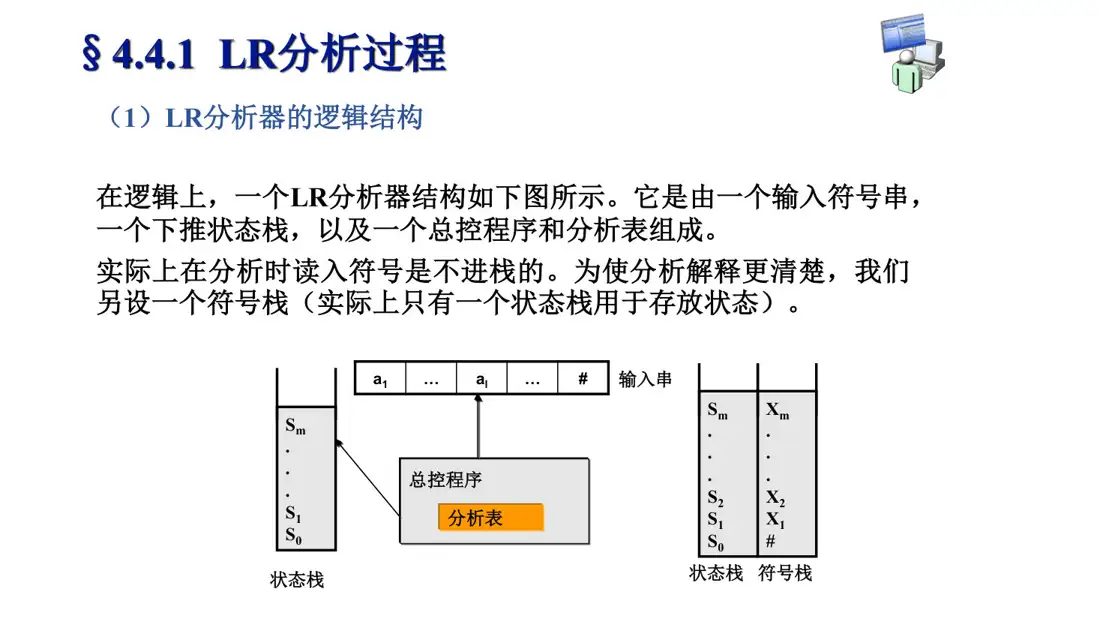 §4.4.1 LR分析过程
（1）LR分析器的逻辑结构
在逻辑上，一个LR分析器结构如下图所示。它是由一个输入符号串，
一个下推状态栈，以及一个总控程序和分析表组成。
实际上在分析时读入符号是不进栈的。为使分析解释更清楚，我们
另设一个符号栈（实际上只有一个状态栈用于存放状态）。
a1 … aI … # 输入串
Sm
.
.
.
S1
S0
状态栈
总控程序
分析表
Sm Xm
. .
. .
. .
S2 X2
S1 X1
S0 #
状态栈 符号栈